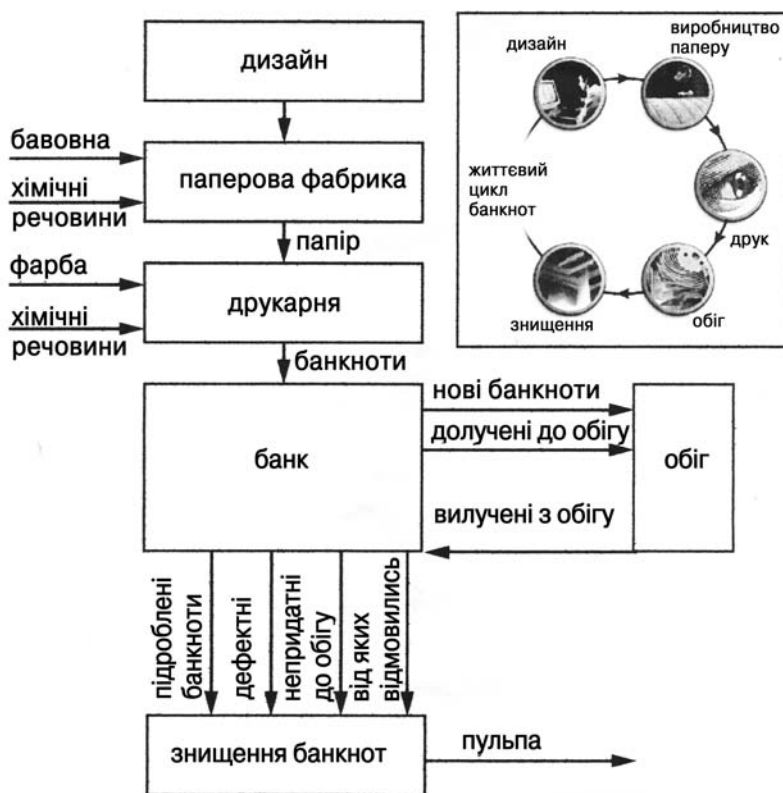 дизайн
бавовна
хімічні
речовини
паперова фабрика
папір
фарба
хімічні
речовини
друкарня
банкноти
банк
нові банкноти
долучені до обігу
вилучені з обігу
обіг
підроблені
банкноти
дефектні
непридатні
до обігу
від яких
відмовились
знищення банкнот
пульпа
дизайн
виробництво
паперу
життєвий
цикл
банкнот
друк
знищення
обіг